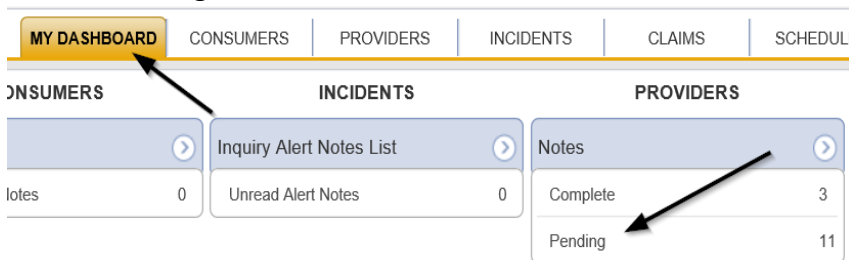 MY DASHBOARD CONSUMERS PROVIDERS INCIDENTS CLAIMS SCHEDUL
ONSUMERS INCIDENTS PROVIDERS
Inquiry Alert Notes List Notes
lotes 0 Unread Alert Notes 0 Complete 3
Pending 11